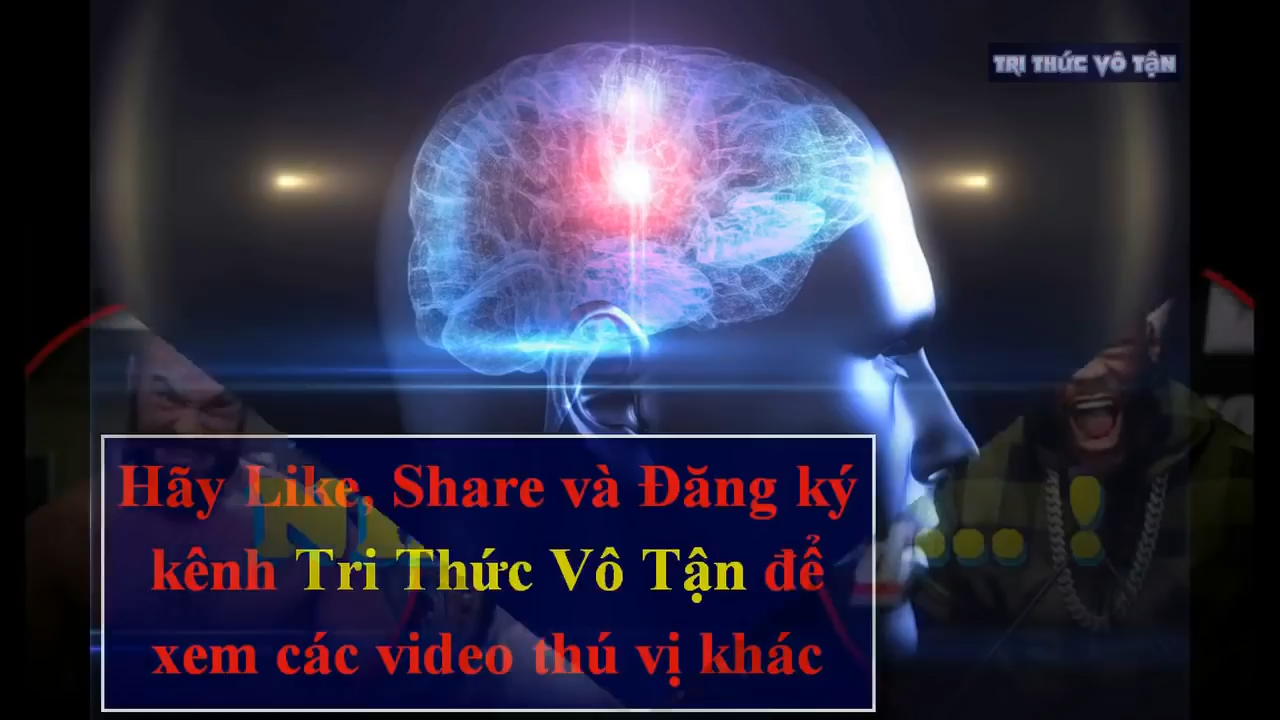 TRI THỨC VÔ TẬN
Hãy Like, Share và Đăng ký
kênh Tri Thức Vô Tận để
xem các video thú vị khác